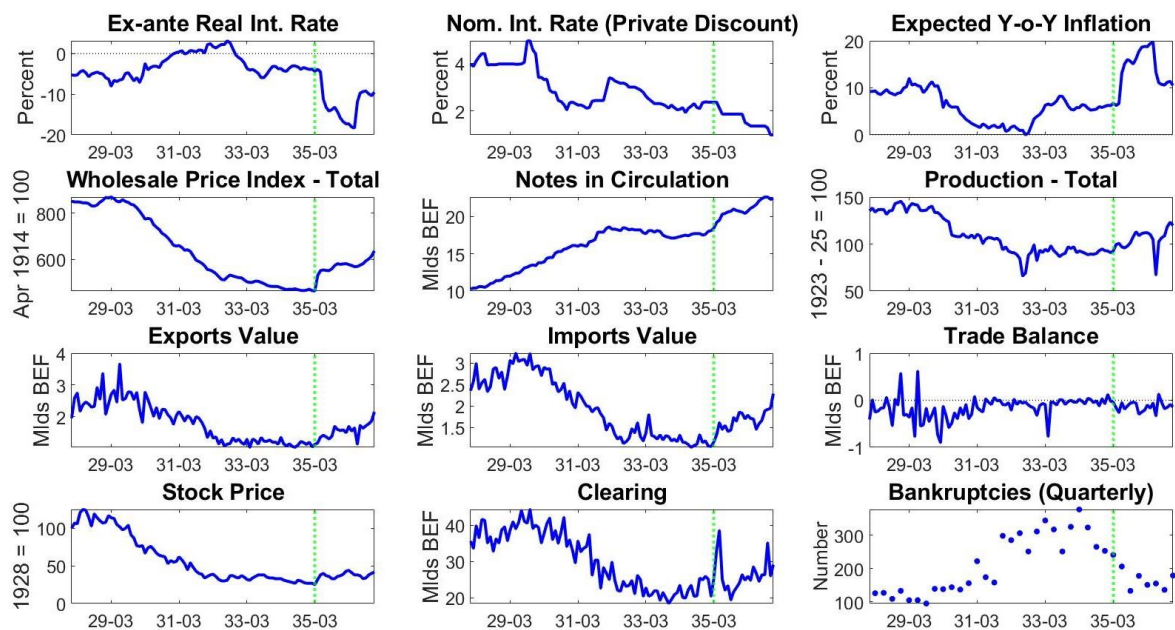 Ex-ante Real Int. Rate
Percent
0
-10
-20
29-03 31-03 33-03 35-03
Nom. Int. Rate (Private Discount)
Percent
4
2
29-03 31-03 33-03 35-03
Expected Y-o-Y Inflation
Percent
20
10
0
29-03 31-03 33-03 35-03
Wholesale Price Index - Total
Apr 1914 = 100
800
600
29-03 31-03 33-03 35-03
Notes in Circulation
Mlds BEF
20
15
10
29-03 31-03 33-03 35-03
Production - Total
1923 - 25 = 100
150
100
50
29-03 31-03 33-03 35-03
Exports Value
Mlds BEF
4
3
2
29-03 31-03 33-03 35-03
Imports Value
Mlds BEF
3
2.5
2
1.5
29-03 31-03 33-03 35-03
Trade Balance
Mlds BEF
1
0
-1
29-03 31-03 33-03 35-03
Stock Price
1928 = 100
100
50
0
29-03 31-03 33-03 35-03
Clearing
Mlds BEF
40
30
20
29-03 31-03 33-03 35-03
Bankruptcies (Quarterly)
Number
300
200
100
29-03 31-03 33-03 35-03